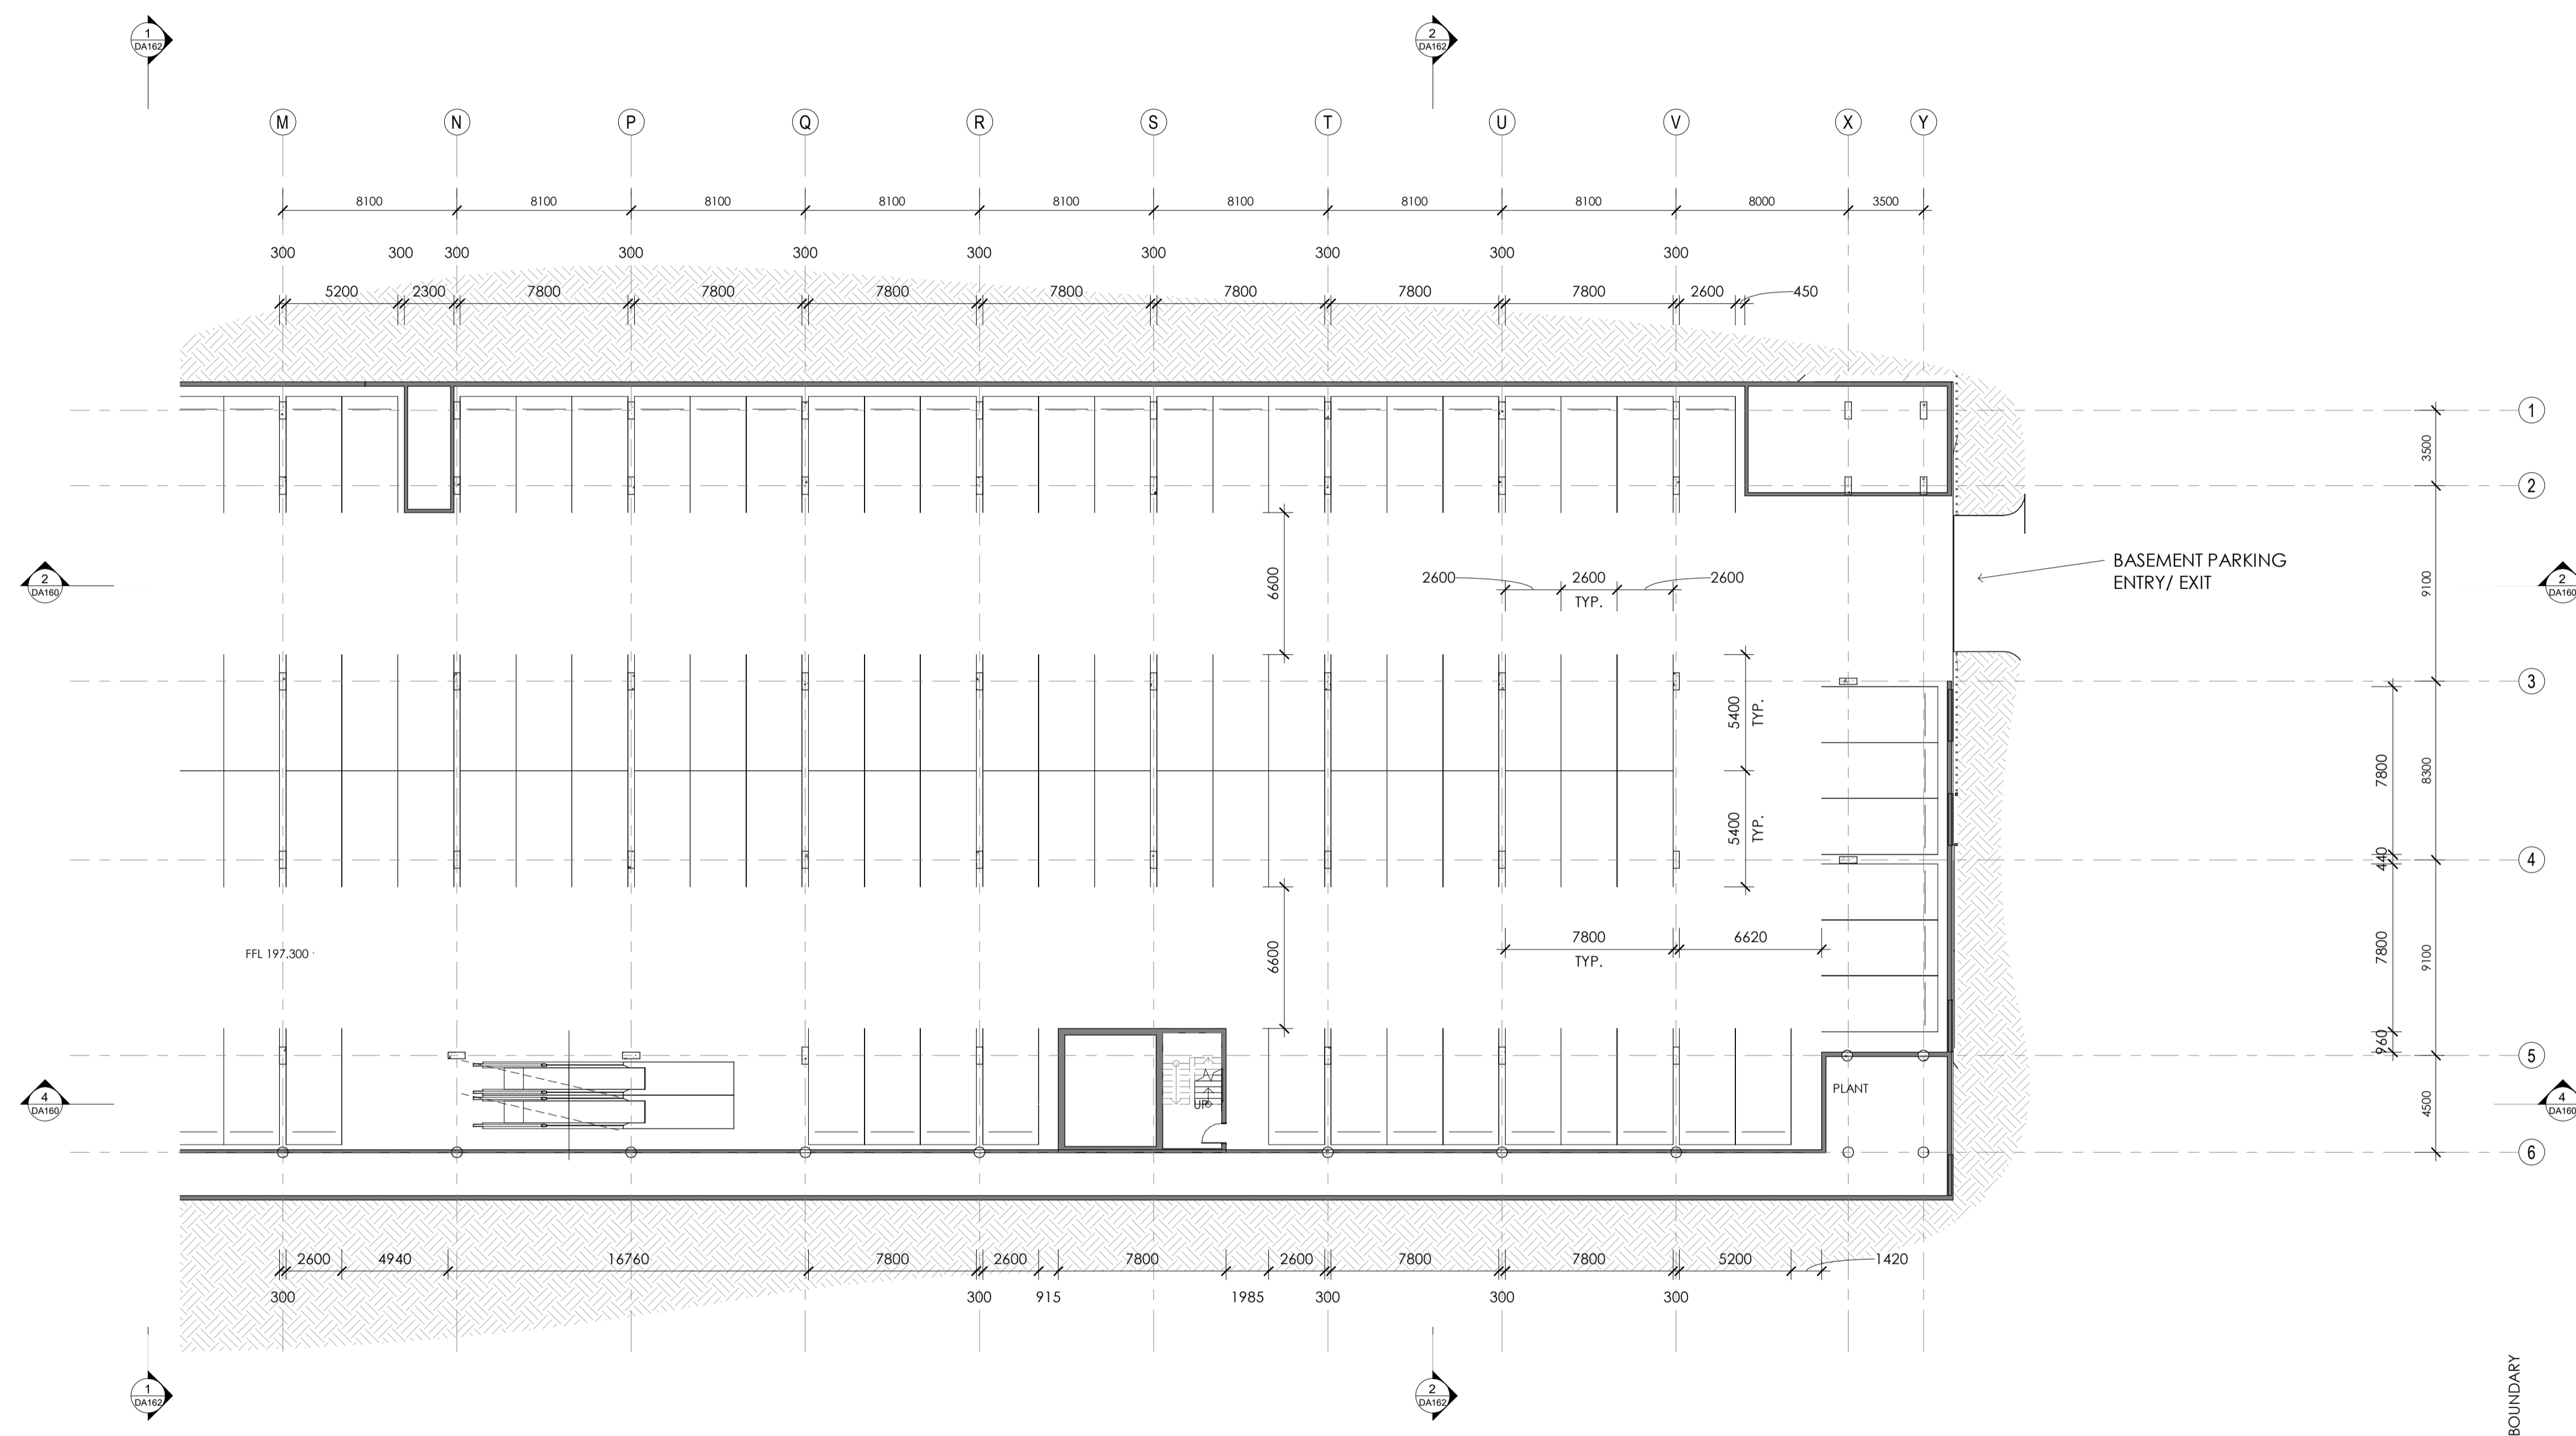 1
DA162
2
DA162
M N P Q R S T U V X Y
8100 8100 8100 8100 8100 8100 8100 8100 8000 3500
300 300 300 300 300 300 300 300 300 300
5200 2300 7800 7800 7800 7800 7800 7800 7800 2600 450
1
3500
2
6600
2600 2600 2600
TYP.
BASEMENT PARKING
ENTRY/ EXIT
9100
2
DA160
2
DA160
3
5400
TYP.
7800
8300
5400
TYP.
440
4
6600
7800 6620
TYP.
7800
9100
FFL 197.300
960
5
PLANT
UP
4
DA160
4500
4
DA160
6
2600 4940 16760 7800 2600 7800 2600 7800 7800 5200 1420
300 300 915 1985 300 300 300
1
DA162
2
DA162
BOUNDARY